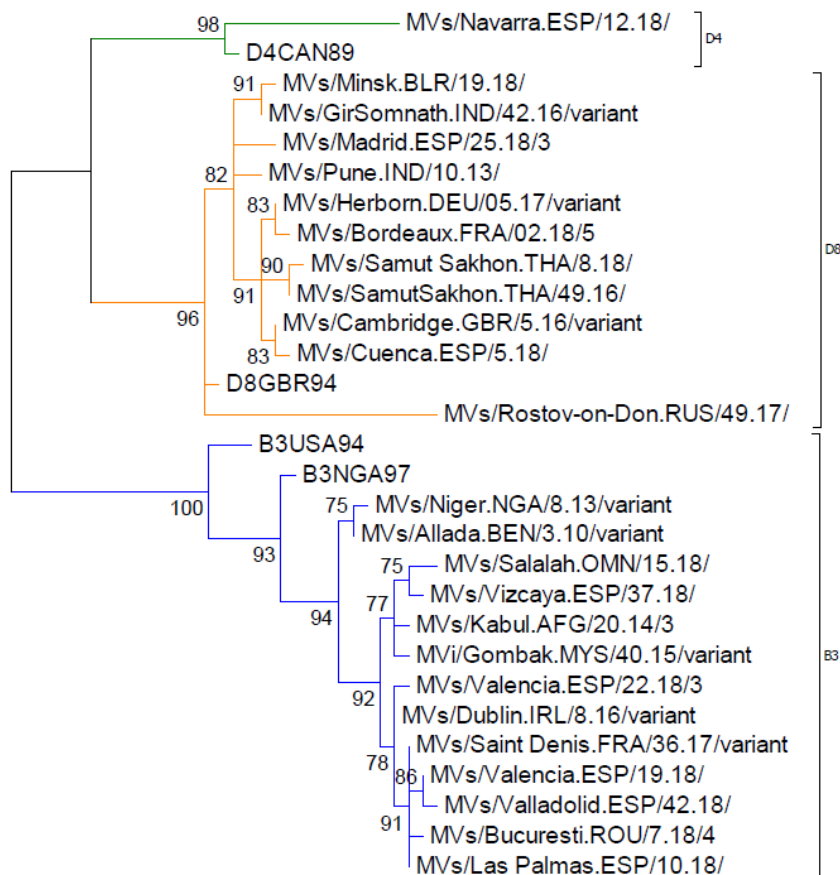 98
MVs/Navarra.ESP/12.18/
D4
D4CAN89
91
MVs/Minsk.BLR/19.18/
MVs/GirSomnath.IND/42.16/variant
MVs/Madrid.ESP/25.18/3
82
MVs/Pune.IND/10.13/
83
MVs/Herborn.DEU/05.17/variant
MVs/Bordeaux.FRA/02.18/5
D8
90
MVs/Samut Sakhon.THA/8.18/
91
MVs/SamutSakhon.THA/49.16/
96
MVs/Cambridge.GBR/5.16/variant
83
MVs/Cuenca.ESP/5.18/
D8GBR94
MVs/Rostov-on-Don.RUS/49.17/
B3USA94
B3NGA97
100
75
MVs/Niger.NGA/8.13/variant
93
MVs/Allada.BEN/3.10/variant
75
MVs/Salalah.OMN/15.18/
77
MVs/Vizcaya.ESP/37.18/
94
MVs/Kabul.AFG/20.14/3
MVi/Gombak.MYS/40.15/variant
B3
92
MVs/Valencia.ESP/22.18/3
MVs/Dublin.IRL/8.16/variant
78
MVs/Saint Denis.FRA/36.17/variant
86
MVs/Valencia.ESP/19.18/
MVs/Valladolid.ESP/42.18/
91
MVs/Bucuresti.ROU/7.18/4
MVs/Las Palmas.ESP/10.18/